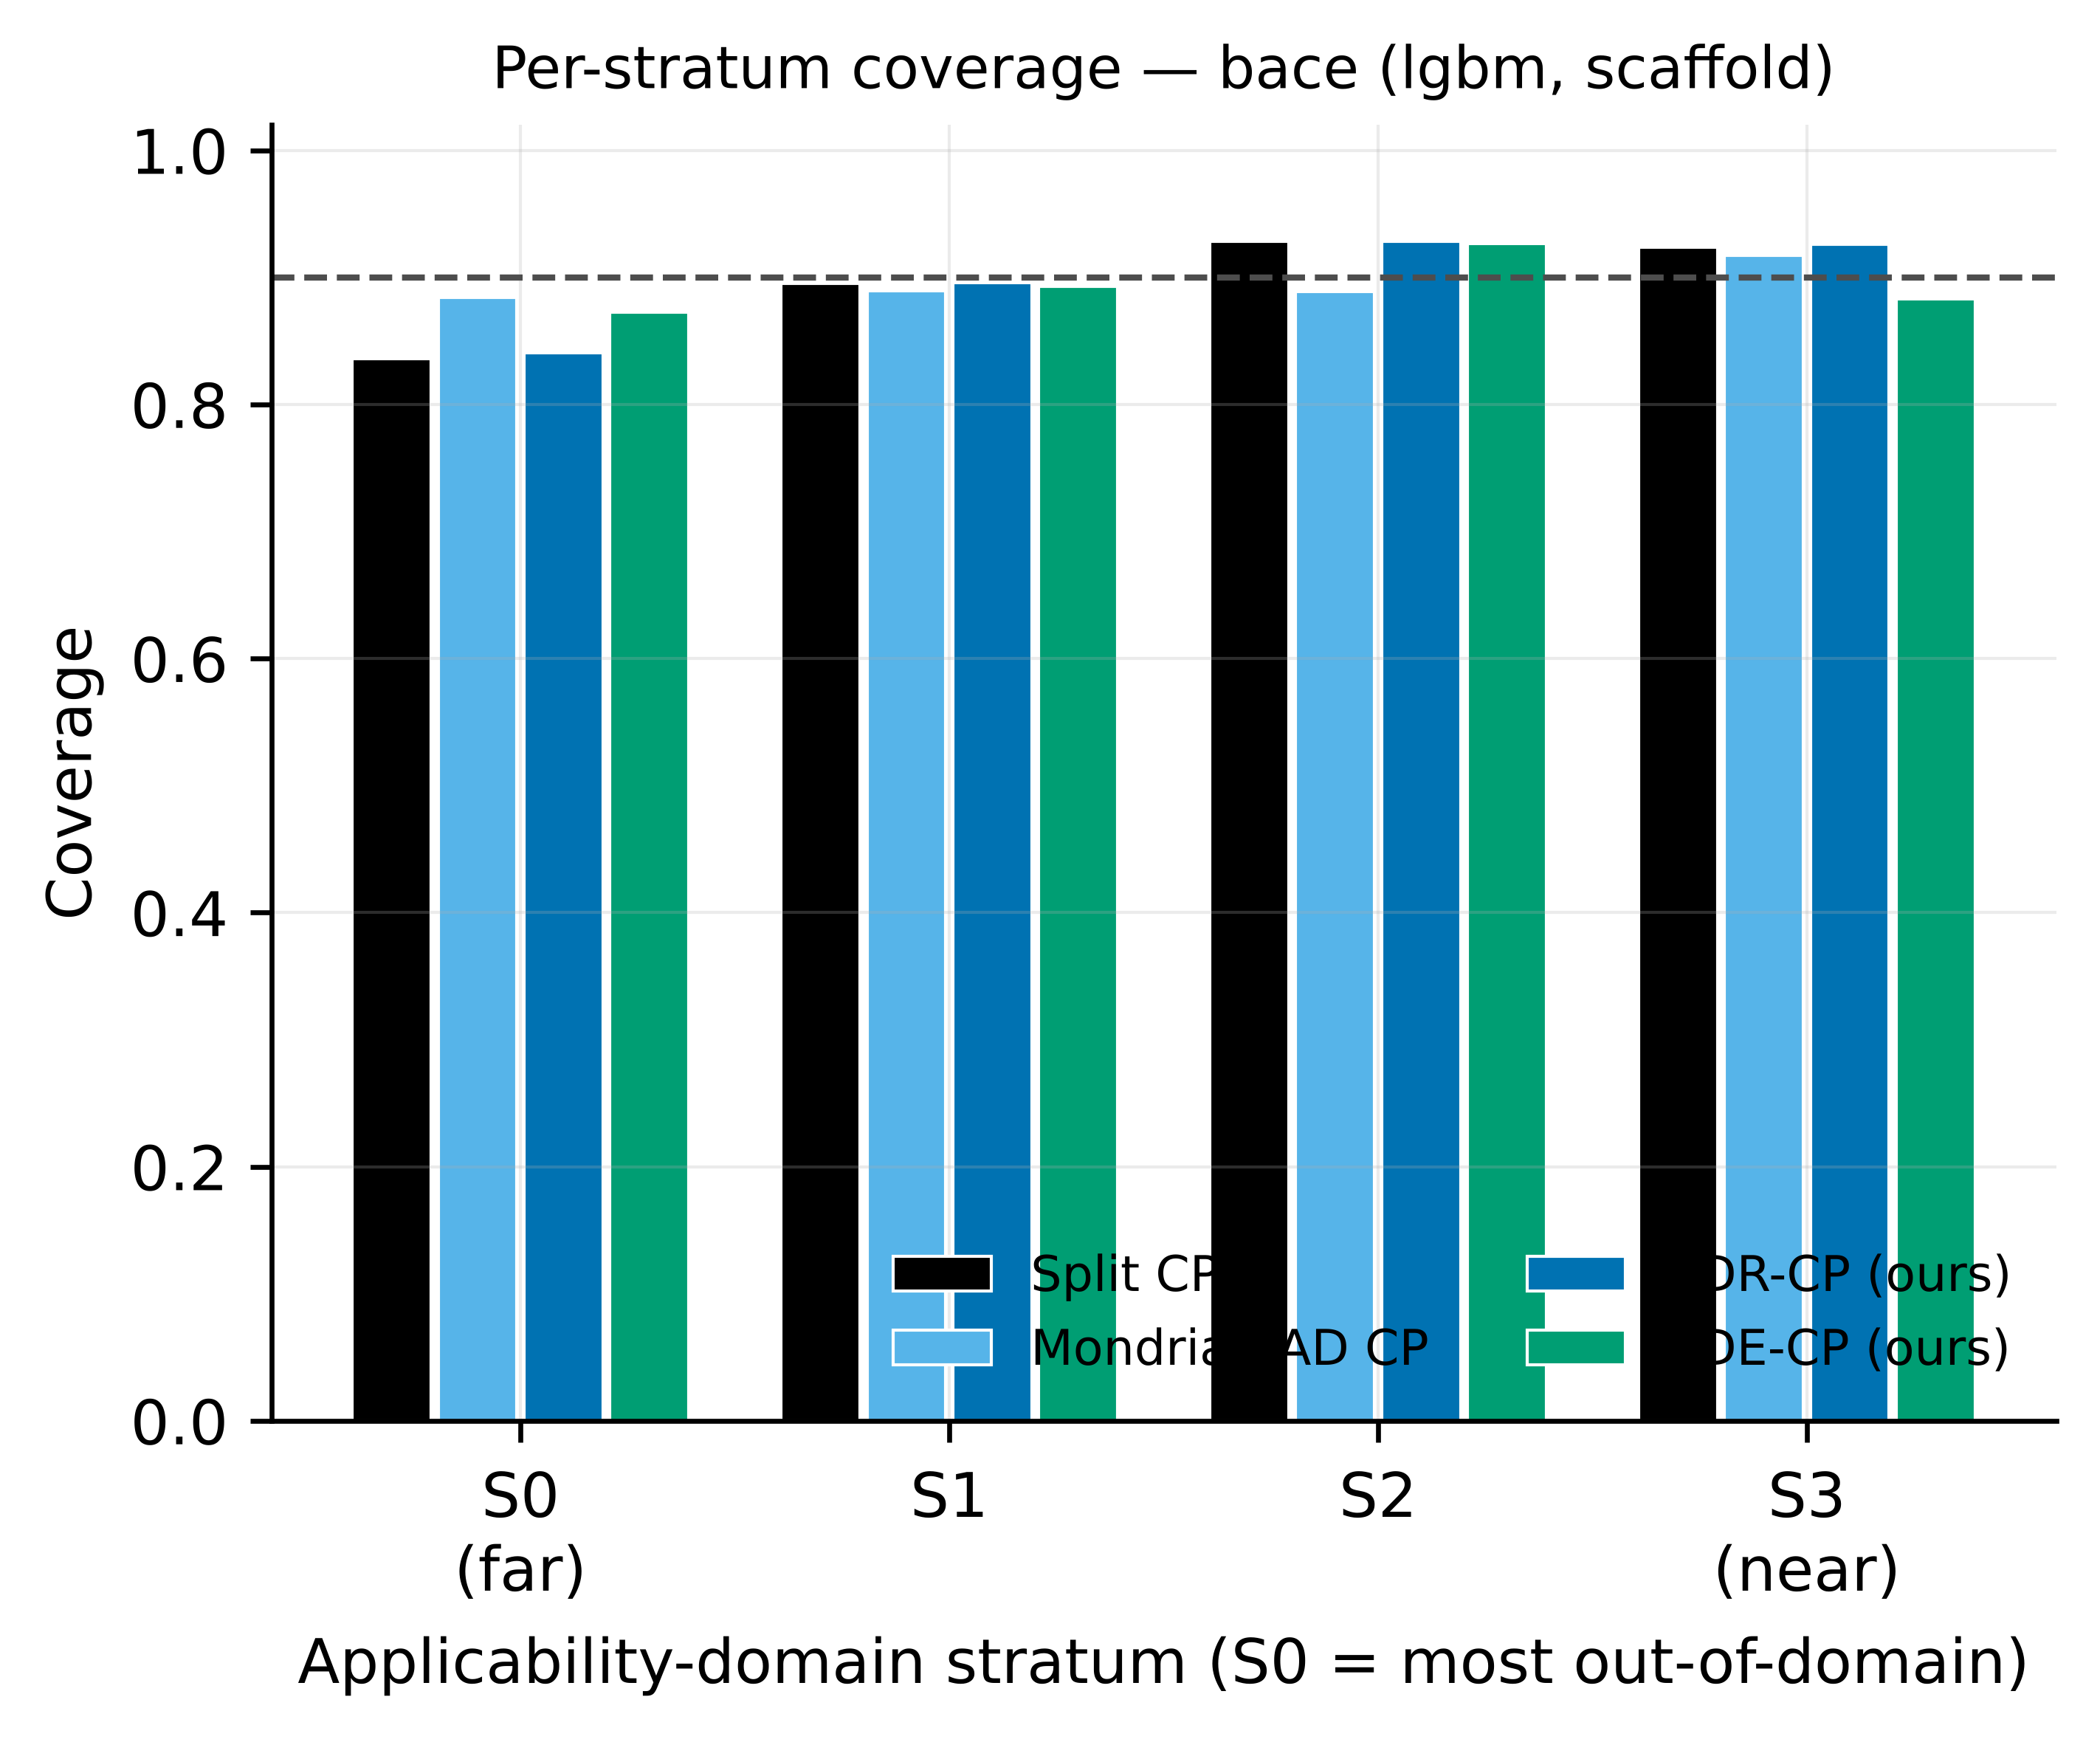 Per-stratum coverage — bace (lgbm, scaffold)
1.0
0.8
0.6
0.4
0.2
0.0
Coverage
Split CP
Mondrian AD CP
DR-CP (ours)
DE-CP (ours)
S0
(far)
S1
S2
S3
(near)
Applicability-domain stratum (S0 = most out-of-domain)